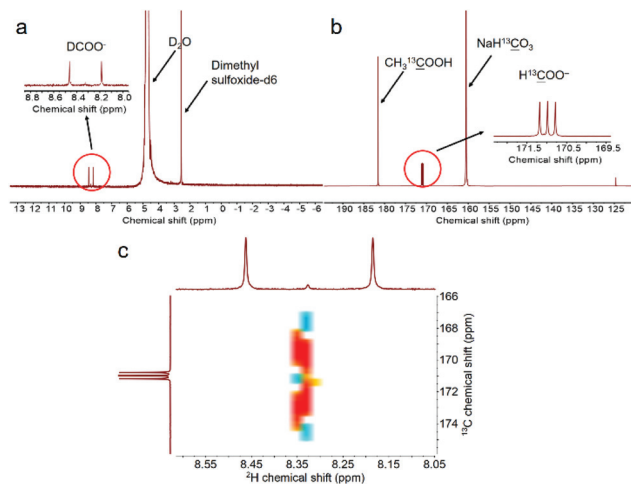 a
DCOO⁻
D₂O
Dimethyl
sulfoxide-d6
8.8 8.6 8.4 8.2 8.0
Chemical shift (ppm)
13 12 11 10 9 8 7 6 5 4 3 2 1 0 -1 -2 -3 -4 -5 -6
Chemical shift (ppm)
b
CH₃¹³COOH
NaH¹³CO₃
H¹³COO⁻
171.5 170.5 169.5
Chemical shift (ppm)
190 180 170 165 160 155 150 145 140 135 130 125
Chemical shift (ppm)
c
166
168
170
172
174
¹³C chemical shift (ppm)
8.55 8.45 8.35 8.25 8.15 8.05
²H chemical shift (ppm)